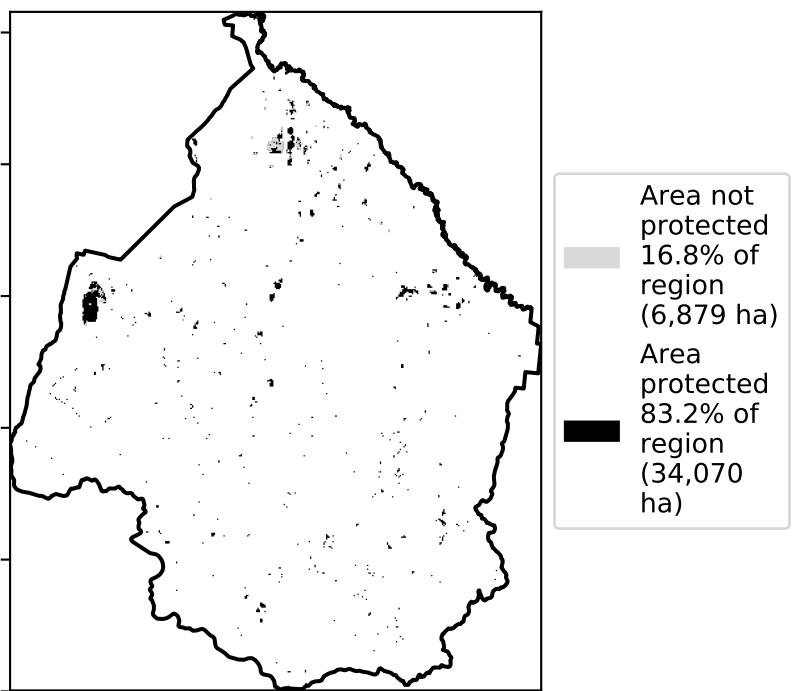 Area not
protected
16.8% of
region
(6,879 ha)
Area
protected
83.2% of
region
(34,070
ha)